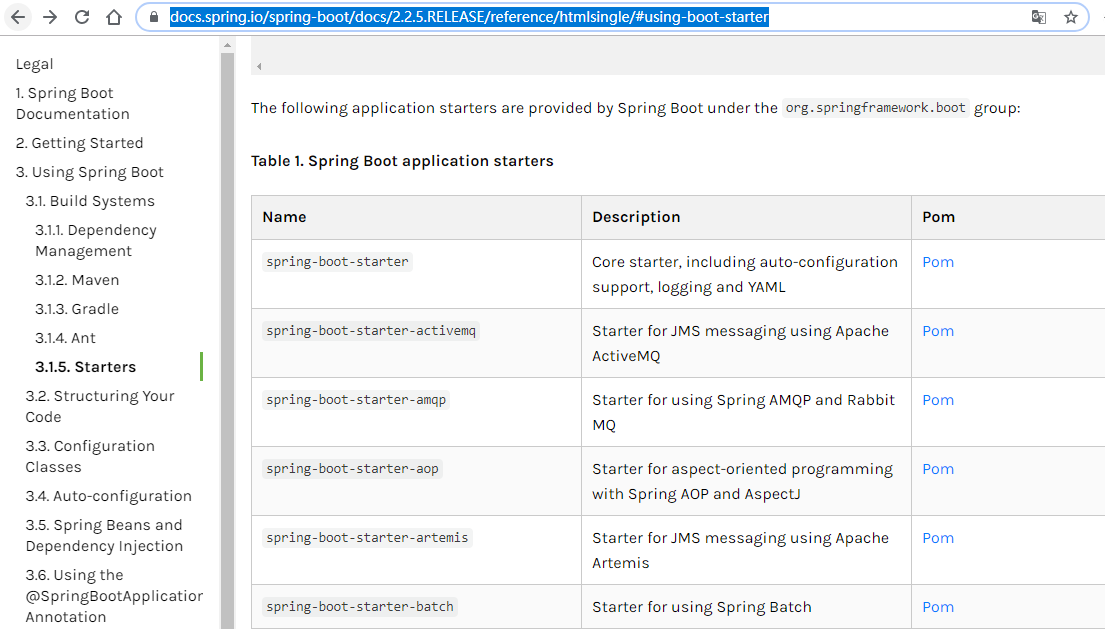 docs.spring.io/spring-boot/docs/2.2.5.RELEASE/reference/htmlsingle/#using-boot-starter
Legal
1. Spring Boot
Documentation
2. Getting Started
3. Using Spring Boot
3.1. Build Systems
3.1.1. Dependency
Management
3.1.2. Maven
3.1.3. Gradle
3.1.4. Ant
3.1.5. Starters
3.2. Structuring Your
Code
3.3. Configuration
Classes
3.4. Auto-configuration
3.5. Spring Beans and
Dependency Injection
3.6. Using the
@SpringBootApplication
Annotation
The following application starters are provided by Spring Boot under the org.springframework.boot group:
Table 1. Spring Boot application starters
Name Description Pom
spring-boot-starter Core starter, including auto-configuration Pom
support, logging and YAML
spring-boot-starter-activemq Starter for JMS messaging using Apache Pom
ActiveMQ
spring-boot-starter-amqp Starter for using Spring AMQP and Rabbit Pom
MQ
spring-boot-starter-aop Starter for aspect-oriented programming Pom
with Spring AOP and AspectJ
spring-boot-starter-artemis Starter for JMS messaging using Apache Pom
Artemis
spring-boot-starter-batch Starter for using Spring Batch Pom